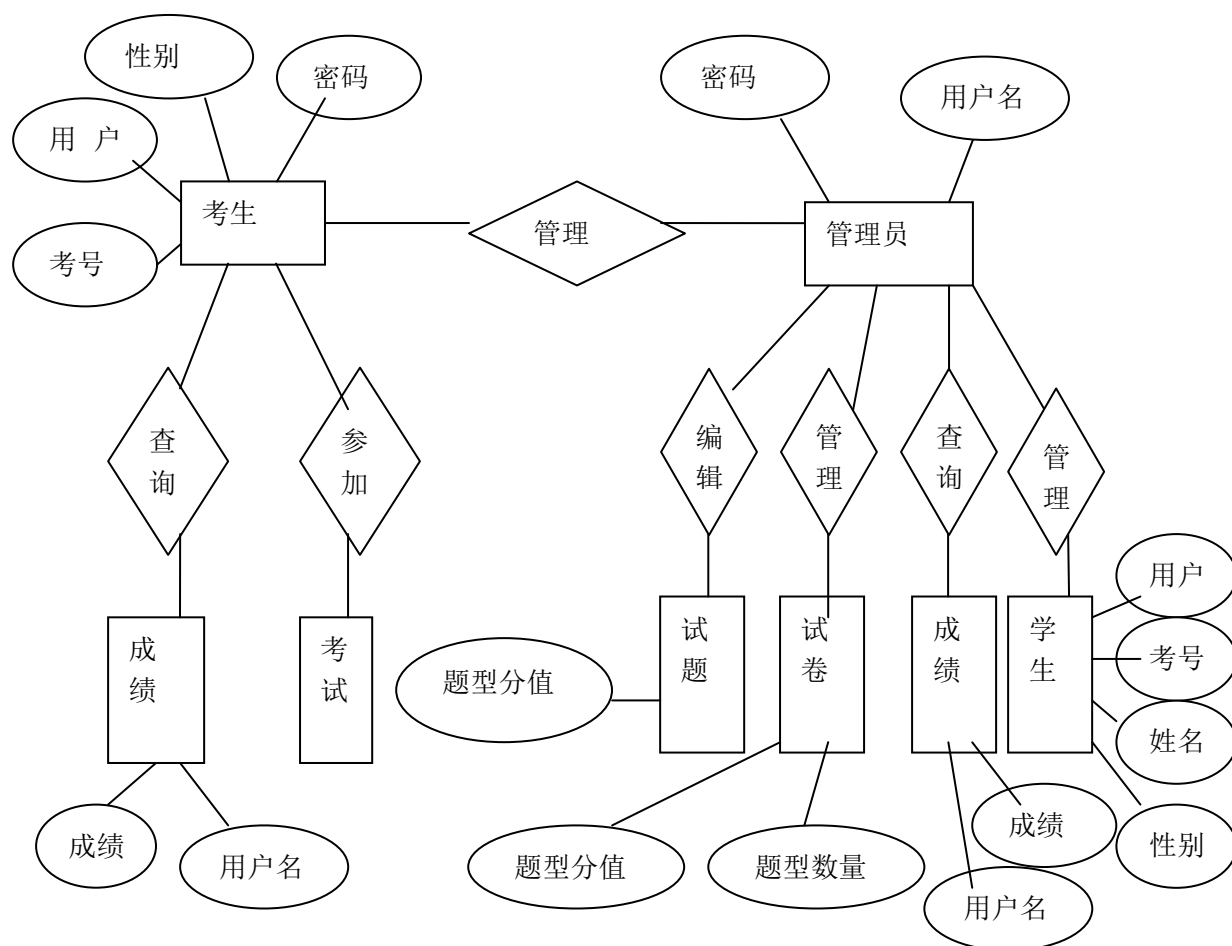 性别
密码
密码
用户名
用 户
考生
管理
管理员
考号
查
询
参
加
编
辑
管
理
查
询
管
理
用户
成
绩
考
试
题型分值
试
题
试
卷
成
绩
学
生
考号
姓名
成绩
用户名
题型分值
题型数量
成绩
性别
用户名